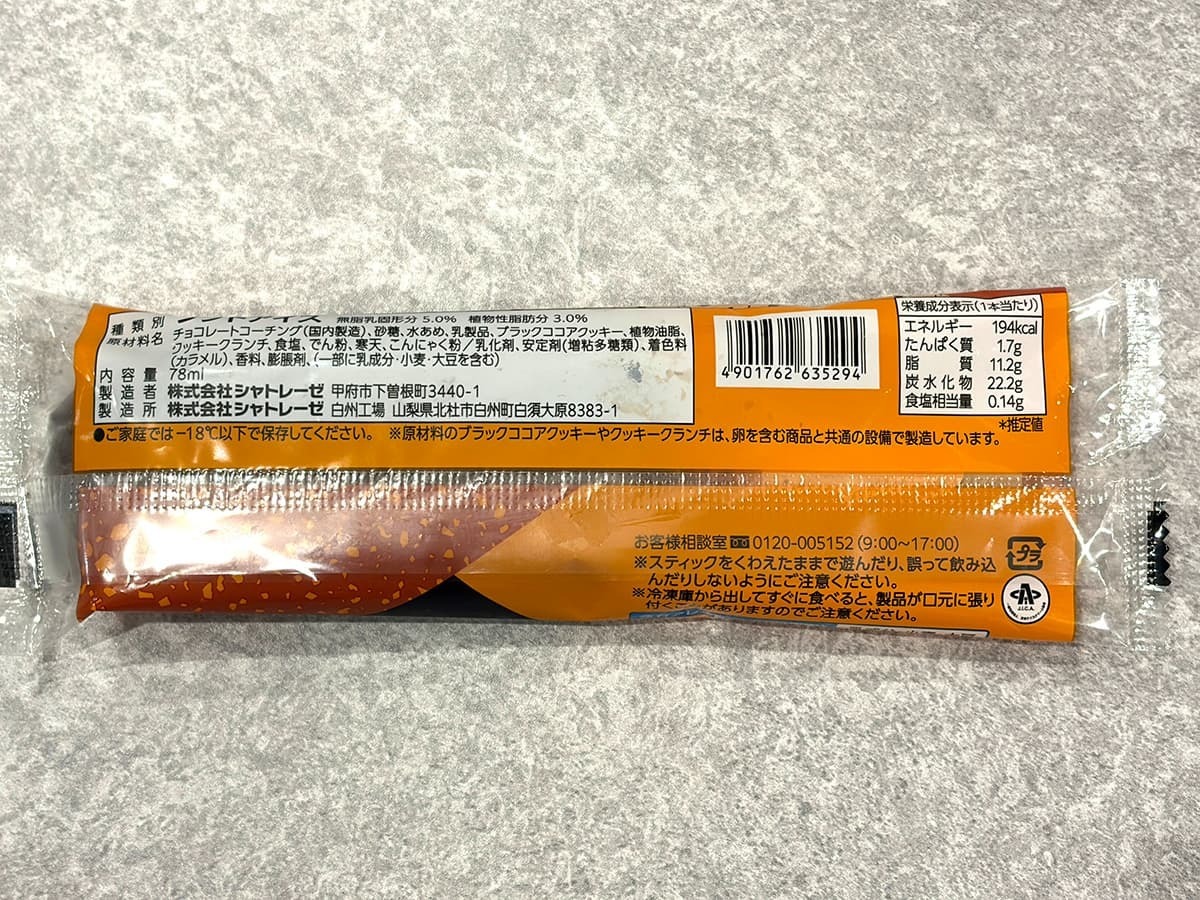 種類別 ラクトアイス 無脂乳固形分 5.0% 植物性脂肪分 3.0%
原材料名 チョコレートコーチング(国内製造)、砂糖、水あめ、乳製品、ブラックココアクッキー、植物油脂、
クッキークランチ、食塩、でん粉、寒天、こんにゃく粉/乳化剤、安定剤(増粘多糖類)、着色料
(カラメル)、香料、膨脹剤、(一部に乳成分・小麦・大豆を含む)
内容量 78ml
製造者 株式会社シャトレーゼ 甲府市下曽根町3440-1
製造所 株式会社シャトレーゼ 白州工場 山梨県北杜市白州町白須大原8383-1
●ご家庭では-18℃以下で保存してください。 ※原材料のブラックココアクッキーやクッキークランチは、卵を含む商品と共通の設備で製造しています。
4901762635294
栄養成分表示(1本当たり)
エネルギー 194kcal
たんぱく質 1.7g
脂質 11.2g
炭水化物 22.2g
食塩相当量 0.14g
*推定値
お客様相談室 0120-005152(9:00~17:00)
※スティックをくわえたままで遊んだり、誤って飲み込
んだりしないようにご注意ください。
※冷凍庫から出してすぐに食べると、製品が口元に張り
付くことがありますのでご注意ください。
プラ
J.I.C.A.